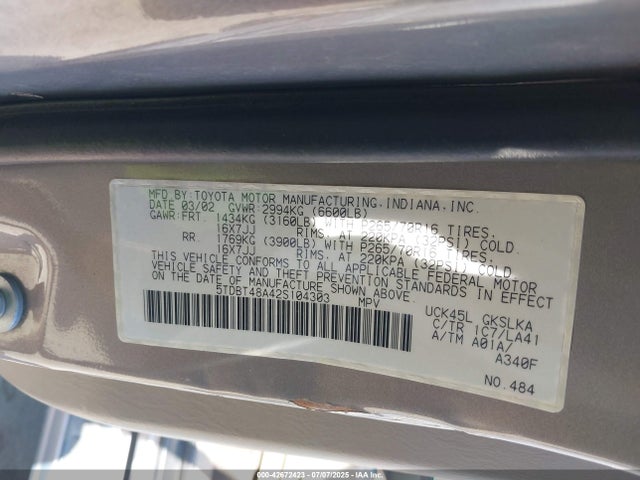 MFD. BY: TOYOTA MOTOR MANUFACTURING, INDIANA, INC.
DATE 03/02 GVWR 2994KG (6600LB)
GAWR: FRT 1434KG (3160LB) WITH P265/70R16 TIRES.
16X7JJ RIMS, AT 220KPA (32PSI) COLD
RR 1769KG (3900LB) WITH P265/70R16 TIRES.
16X7JJ RIMS, AT 220KPA (32PSI) COLD.
THIS VEHICLE CONFORMS TO ALL APPLICABLE FEDERAL MOTOR
VEHICLE SAFETY AND THEFT PREVENTION STANDARDS IN EFFECT
ON THE DATE OF MANUFACTURE SHOWN ABOVE.
5TDBT48A42S104303 MPV
UCK45L GKSLKA
C/TR 1C7/LA41
A/TM A01A/
A340F
NO. 484
000-42672423 - 07/07/2025 - IAAI US